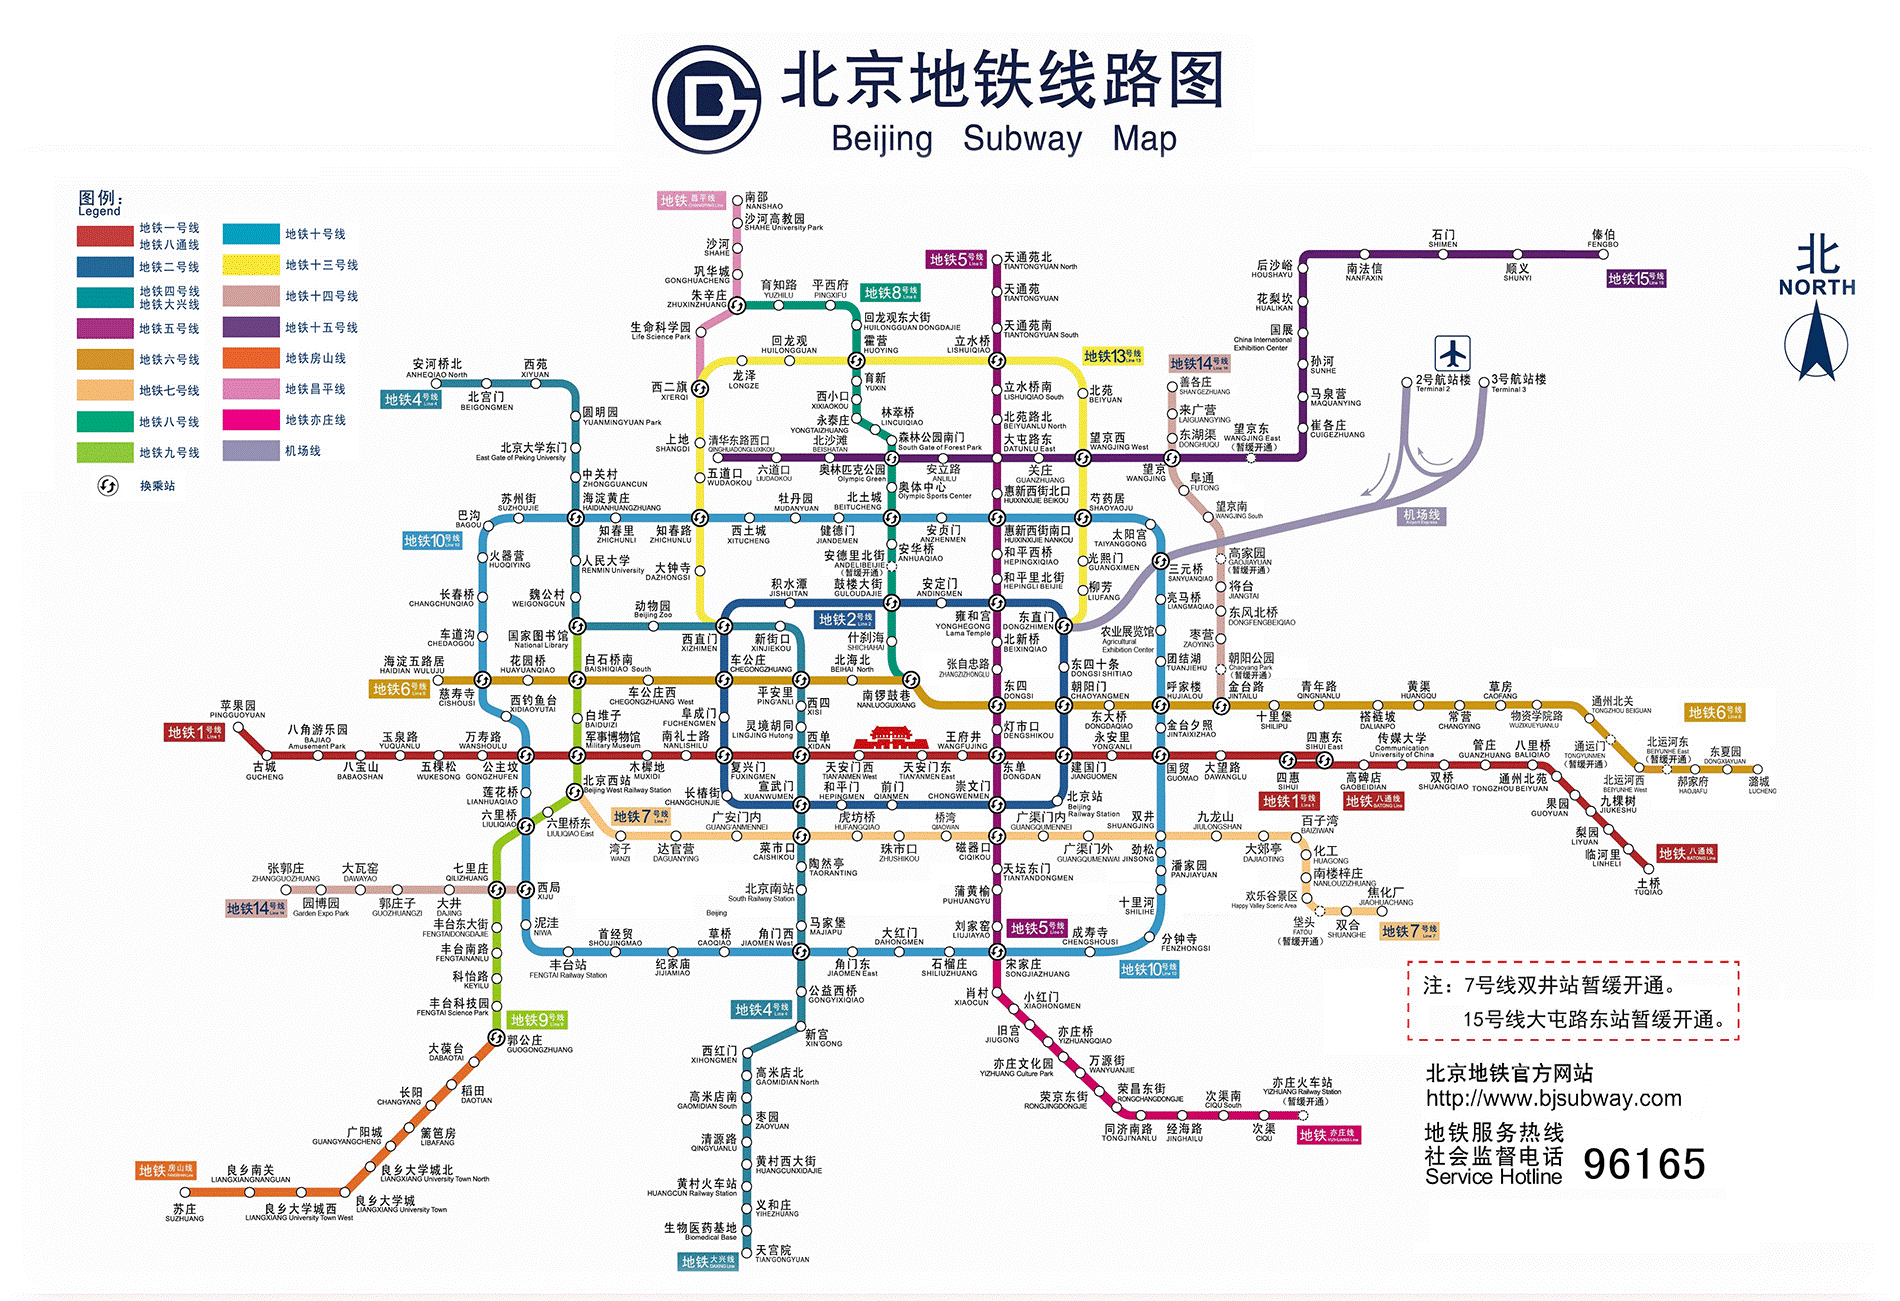 北京地铁线路图
Beijing Subway Map
图例：
Legend
地铁一号线
地铁八通线
地铁二号线
地铁四号线
地铁大兴线
地铁五号线
地铁六号线
地铁七号线
地铁八号线
地铁九号线
换乘站
地铁十号线
地铁十三号线
地铁十四号线
地铁十五号线
地铁房山线
地铁昌平线
地铁亦庄线
机场线
北
NORTH
地铁 昌平线
南邵
NANSHAO
沙河高教园
SHAHE University Park
沙河
SHAHE
巩华城
GONGHUACHENG
朱辛庄
ZHUXINZHUANG
生命科学园
Life Science Park
西二旗
XI'ERQI
育知路
YUZHILU
平西府
PINGXIFU
地铁8号线
Line 8
回龙观东大街
HUILONGGUAN DONGDAJIE
霍营
HUOYING
育新
YUXIN
西小口
XIXIAOKOU
永泰庄
YONGTAIZHUANG
林萃桥
LINCUIQIAO
森林公园南门
South Gate of Forest Park
奥林匹克公园
Olympic Green
奥体中心
Olympic Sports Center
北土城
BEITUCHENG
安华桥
ANHUAQIAO
安德里北街
ANDELIBEIJIE
(暂缓开通)
鼓楼大街
GULOUDAJIE
什刹海
SHICHAHAI
南锣鼓巷
NANLUOGUXIANG
地铁5号线
Line 5
天通苑北
TIANTONGYUAN North
天通苑
TIANTONGYUAN
天通苑南
TIANTONGYUAN South
立水桥
LISHUIQIAO
立水桥南
LISHUIQIAO South
北苑路北
BEIYUANLU North
大屯路东
DATUNLU EAST
惠新西街北口
HUIXINXIJIE BEIKOU
惠新西街南口
HUIXINXIJIE NANKOU
和平西桥
HEPINGXIQIAO
和平里北街
HEPINGLI BEIJIE
雍和宫
YONGHEGONG
Lama Temple
北新桥
BEIXINQIAO
张自忠路
ZHANGZIZHONGLU
东四
DONGSI
灯市口
DENGSHIKOU
东单
DONGDAN
崇文门
CHONGWENMEN
磁器口
CIQIKOU
天坛东门
TIANTANDONGMEN
蒲黄榆
PUHUANGYU
刘家窑
LIUJIAYAO
地铁5号线
宋家庄
SONGJIAZHUANG
地铁13号线
Line 13
回龙观
HUILONGGUAN
龙泽
LONGZE
上地
SHANGDI
五道口
WUDAOKOU
知春路
ZHICHUNLU
大钟寺
DAZHONGSI
北苑
BEIYUAN
望京西
WANGJING West
芍药居
SHAOYAOJU
光熙门
GUANGXIMEN
柳芳
LIUFANG
东直门
DONGZHIMEN
地铁15号线
Line 15
俸伯
FENGBO
顺义
SHUNYI
石门
SHIMEN
南法信
NANFAXIN
后沙峪
HOUSHAYU
花梨坎
HUALIKAN
国展
China International
Exhibition Center
孙河
SUNHE
马泉营
MAQUANYING
崔各庄
CUIGEZHUANG
望京东
WANGJING East
(暂缓开通)
望京
WANGJING
关庄
GUANZHUANG
安立路
ANLILU
北沙滩
BEISHATAN
六道口
LIUDAOKOU
清华东路西口
QINGHUADONGLUXIKOU
地铁14号线
善各庄
SHAN'GEZHUANG
来广营
LAIGUANGYING
东湖渠
DONGHUQU
阜通
FUTONG
望京南
WANGJING South
高家园
GAOJIAYUAN
(暂缓开通)
将台
JIANGTAI
东风北桥
DONGFENGBEIQIAO
枣营
ZAOYING
朝阳公园
Chaoyang Park
(暂缓开通)
金台路
JINTAILU
2号航站楼
Terminal 2
3号航站楼
Terminal 3
机场线
Airport Express
地铁4号线
Line 4
安河桥北
ANHEQIAO North
北宫门
BEIGONGMEN
西苑
XIYUAN
圆明园
YUANMINGYUAN Park
北京大学东门
East Gate of Peking University
中关村
ZHONGGUANCUN
海淀黄庄
HAIDIANHUANGZHUANG
人民大学
RENMIN University
魏公村
WEIGONGCUN
国家图书馆
National Library
动物园
Beijing Zoo
西直门
XIZHIMEN
新街口
XINJIEKOU
平安里
PING'ANLI
西四
XISI
灵境胡同
LINGJING Hutong
西单
XIDAN
宣武门
XUANWUMEN
菜市口
CAISHIKOU
陶然亭
TAORANTING
北京南站
South Railway Station
Beijing
马家堡
MAJIAPU
角门西
JIAOMEN West
公益西桥
GONGYIXIQIAO
地铁4号线
Line 4
新宫
XIN'GONG
西红门
XIHONGMEN
高米店北
GAOMIDIAN North
高米店南
GAOMIDIAN South
枣园
ZAOYUAN
清源路
QINGYUANLU
黄村西大街
HUANGCUNXIDAJIE
黄村火车站
HUANGCUN Railway Station
义和庄
YIHEZHUANG
生物医药基地
Biomedical Base
天宫院
TIANGONGYUAN
地铁 大兴线
DAXING Line
地铁10号线
Line 10
巴沟
BAGOU
苏州街
SUZHOUJIE
知春里
ZHICHUNLI
西土城
XITUCHENG
牡丹园
MUDANYUAN
健德门
JIANDEMEN
安贞门
ANZHENMEN
太阳宫
TAIYANGGONG
三元桥
SANYUANQIAO
亮马桥
LIANGMAQIAO
农业展览馆
Agricultural
Exhibition Center
团结湖
TUANJIEHU
呼家楼
HUJIALOU
金台夕照
JINTAIXIZHAO
国贸
GUOMAO
双井
SHUANGJING
劲松
JINSONG
潘家园
PANJIAYUAN
十里河
SHILIHE
分钟寺
FENZHONGSI
地铁10号线
成寿寺
CHENGSHOUSI
石榴庄
SHILIUZHUANG
大红门
DAHONGMEN
角门东
JIAOMEN East
草桥
CAOQIAO
纪家庙
JIJIAMIAO
首经贸
SHOUJINGMAO
丰台站
FENGTAI Railway Station
泥洼
NIWA
西局
XIJU
六里桥
LIULIQIAO
莲花桥
LIANHUAQIAO
公主坟
GONGZHUFEN
西钓鱼台
XIDIAOYUTAI
慈寿寺
CISHOUSI
车道沟
CHEDAOGOU
长春桥
CHANGCHUNQIAO
火器营
HUOQIYING
地铁2号线
Line 2
积水潭
JISHUITAN
安定门
ANDINGMEN
东四十条
DONGSI SHITIAO
朝阳门
CHAOYANGMEN
建国门
JIANGUOMEN
北京站
Beijing
Railway Station
前门
QIANMEN
和平门
HEPINGMEN
长椿街
CHANGCHUNJIE
复兴门
FUXINGMEN
阜成门
FUCHENGMEN
车公庄
CHEGONGZHUANG
地铁6号线
Line 6
海淀五路居
HAIDIAN WULUJU
花园桥
HUAYUANQIAO
白石桥南
BAISHIQIAO South
车公庄西
CHEGONGZHUANG West
北海北
BEIHAI North
东大桥
DONGDAQIAO
十里堡
SHILIPU
青年路
QINGNIANLU
褡裢坡
DALIANPO
黄渠
HUANGQU
常营
CHANGYING
草房
CAOFANG
物资学院路
WUZIXUEYUANLU
通州北关
TONGZHOU BEIGUAN
通运门
TONGYUNMEN
(暂缓开通)
北运河西
BEIYUNHE West
北运河东
BEIYUNHE East
(暂缓开通)
郝家府
HAOJIAFU
东夏园
DONGXIAYUAN
潞城
LUCHENG
地铁6号线
Line 6
地铁1号线
Line 1
苹果园
PINGGUOYUAN
古城
GUCHENG
八角游乐园
BAJIAO
Amusement Park
八宝山
BABAOSHAN
玉泉路
YUQUANLU
五棵松
WUKESONG
万寿路
WANSHOULU
军事博物馆
Military Museum
木樨地
MUXIDI
南礼士路
NANLISHILU
天安门西
TIAN'ANMEN West
天安门东
TIAN'ANMEN East
王府井
WANGFUJING
永安里
YONG'ANLI
大望路
DAWANGLU
四惠
SIHUI
四惠东
SIHUI EAST
地铁1号线
Line 1
地铁 八通线
BATONG Line
高碑店
GAOBEIDIAN
传媒大学
Communication
University of China
双桥
SHUANGQIAO
管庄
GUANZHUANG
八里桥
BALIQIAO
通州北苑
TONGZHOU BEIYUAN
果园
GUOYUAN
九棵树
JIUKESHU
梨园
LIYUAN
临河里
LINHELI
土桥
TUQIAO
地铁 八通线
BATONG Line
白堆子
BAIDUIZI
北京西站
Beijing West Railway Station
六里桥东
LIULIQIAO East
七里庄
QILIZHUANG
丰台东大街
FENGTAIDONGDAJIE
丰台南路
FENGTAINANLU
科怡路
KEYILU
丰台科技园
FENGTAI Science Park
地铁9号线
Line 9
郭公庄
GUOGONGZHUANG
地铁7号线
Line 7
湾子
WANZI
达官营
DAGUANYING
广安门内
GUANG'ANMENNEI
虎坊桥
HUFANGQIAO
珠市口
ZHUSHIKOU
桥湾
QIAOWAN
广渠门内
GUANGQUMENNEI
广渠门外
GUANGQUMENWAI
九龙山
JIULONGSHAN
大郊亭
DAJIAOTING
百子湾
BAIZIWAN
化工
HUAGONG
南楼梓庄
NANLOUZIZHUANG
欢乐谷景区
Happy Valley Scenic Area
垡头
FATOU
(暂缓开通)
双合
SHUANGHE
焦化厂
JIAOHUACHANG
地铁7号线
Line 7
张郭庄
ZHANGGUOZHUANG
园博园
Garden Expo Park
大瓦窑
DAWAYAO
郭庄子
GUOZHUANGZI
大井
DAJING
地铁14号线
大葆台
DABAOTAI
稻田
DAOTIAN
长阳
CHANGYANG
篱笆房
LIBAFANG
广阳城
GUANGYANGCHENG
良乡大学城北
LIANGXIANG University Town North
良乡大学城
LIANGXIANG University Town
良乡大学城西
LIANGXIANG University Town West
良乡南关
LIANGXIANGNANGUAN
苏庄
SUZHUANG
地铁 房山线
肖村
XIAOCUN
小红门
XIAOHONGMEN
旧宫
JIUGONG
亦庄桥
YIZHUANGQIAO
亦庄文化园
YIZHUANG Culture Park
万源街
WANYUANJIE
荣京东街
RONGJINGDONGJIE
荣昌东街
RONGCHANGDONGJIE
同济南路
TONGJI'NANLU
经海路
JINGHAILU
次渠南
CIQU South
次渠
CIQU
亦庄火车站
YIZHUANG Railway Station
(暂缓开通)
地铁 亦庄线
YIZHUANG Line
注：7号线双井站暂缓开通。
15号线大屯路东站暂缓开通。
北京地铁官方网站
http://www.bjsubway.com
地铁服务热线
社会监督电话
Service Hotline
96165